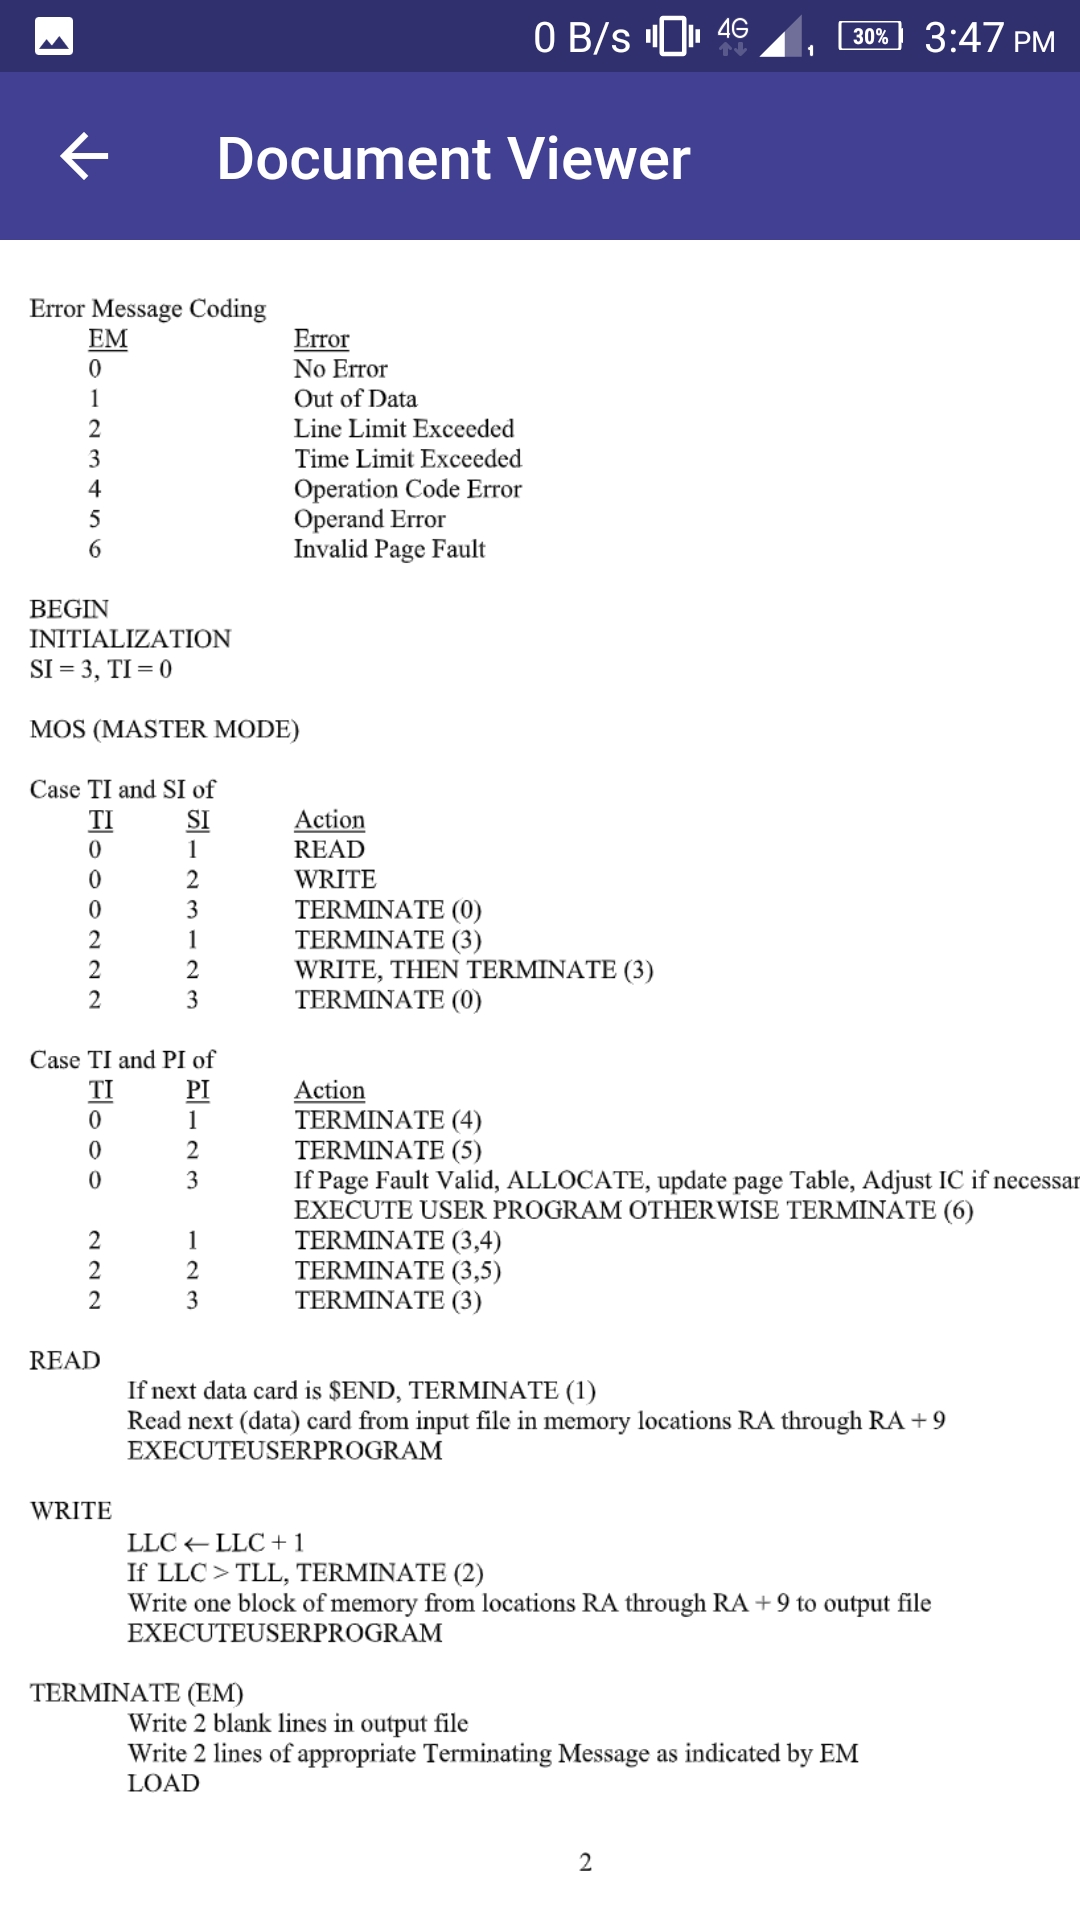 0 B/s 4G 1 30% 3:47 PM
Document Viewer
Error Message Coding
EM Error
0 No Error
1 Out of Data
2 Line Limit Exceeded
3 Time Limit Exceeded
4 Operation Code Error
5 Operand Error
6 Invalid Page Fault
BEGIN
INITIALIZATION
SI = 3, TI = 0
MOS (MASTER MODE)
Case TI and SI of
TI SI Action
0 1 READ
0 2 WRITE
0 3 TERMINATE (0)
2 1 TERMINATE (3)
2 2 WRITE, THEN TERMINATE (3)
2 3 TERMINATE (0)
Case TI and PI of
TI PI Action
0 1 TERMINATE (4)
0 2 TERMINATE (5)
0 3 If Page Fault Valid, ALLOCATE, update page Table, Adjust IC if necessar
EXECUTE USER PROGRAM OTHERWISE TERMINATE (6)
2 1 TERMINATE (3,4)
2 2 TERMINATE (3,5)
2 3 TERMINATE (3)
READ
If next data card is $END, TERMINATE (1)
Read next (data) card from input file in memory locations RA through RA + 9
EXECUTEUSERPROGRAM
WRITE
LLC ← LLC + 1
If LLC > TLL, TERMINATE (2)
Write one block of memory from locations RA through RA + 9 to output file
EXECUTEUSERPROGRAM
TERMINATE (EM)
Write 2 blank lines in output file
Write 2 lines of appropriate Terminating Message as indicated by EM
LOAD
2